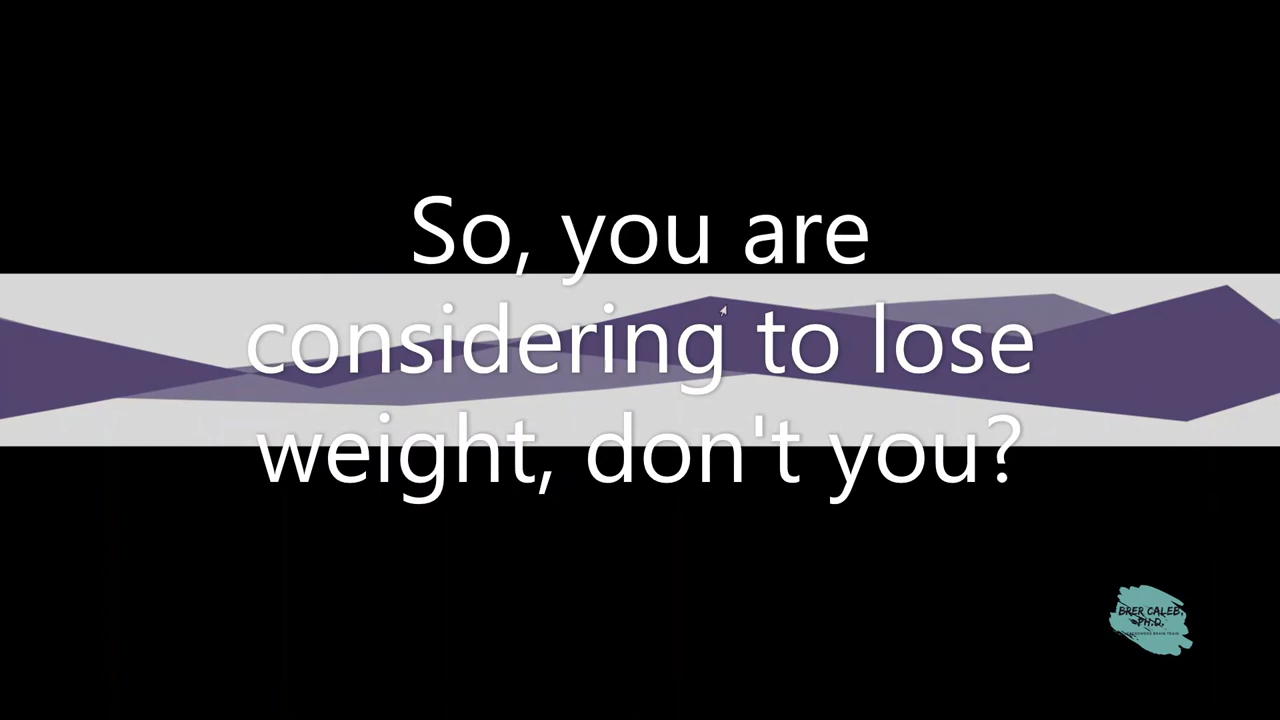 So, you are
considering to lose
weight, don't you?
BRER CALEB,
PH.D.